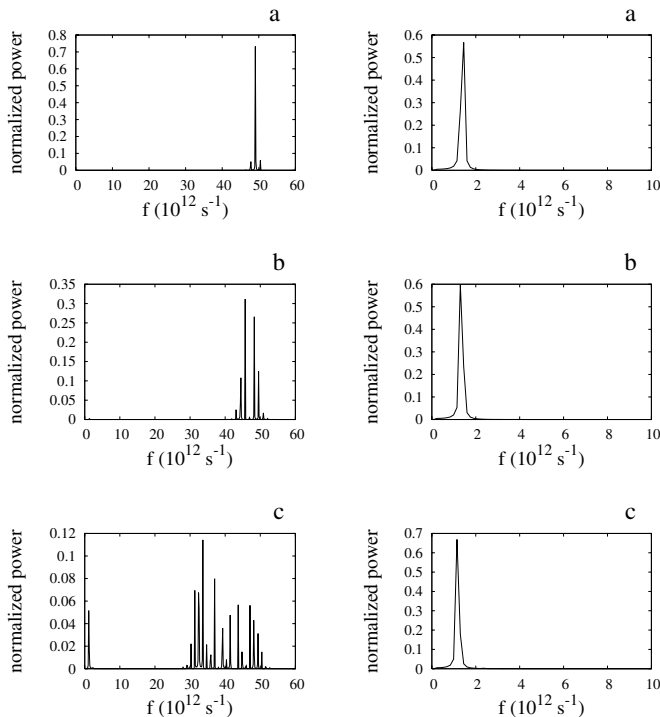 a
normalized power
0.8
0.7
0.6
0.5
0.4
0.3
0.2
0.1
0
0 10 20 30 40 50 60
f (10¹² s⁻¹)
a
normalized power
0.6
0.5
0.4
0.3
0.2
0.1
0
0 2 4 6 8 10
f (10¹² s⁻¹)
b
normalized power
0.35
0.3
0.25
0.2
0.15
0.1
0.05
0
0 10 20 30 40 50 60
f (10¹² s⁻¹)
b
normalized power
0.6
0.5
0.4
0.3
0.2
0.1
0
0 2 4 6 8 10
f (10¹² s⁻¹)
c
normalized power
0.12
0.1
0.08
0.06
0.04
0.02
0
0 10 20 30 40 50 60
f (10¹² s⁻¹)
c
normalized power
0.7
0.6
0.5
0.4
0.3
0.2
0.1
0
0 2 4 6 8 10
f (10¹² s⁻¹)